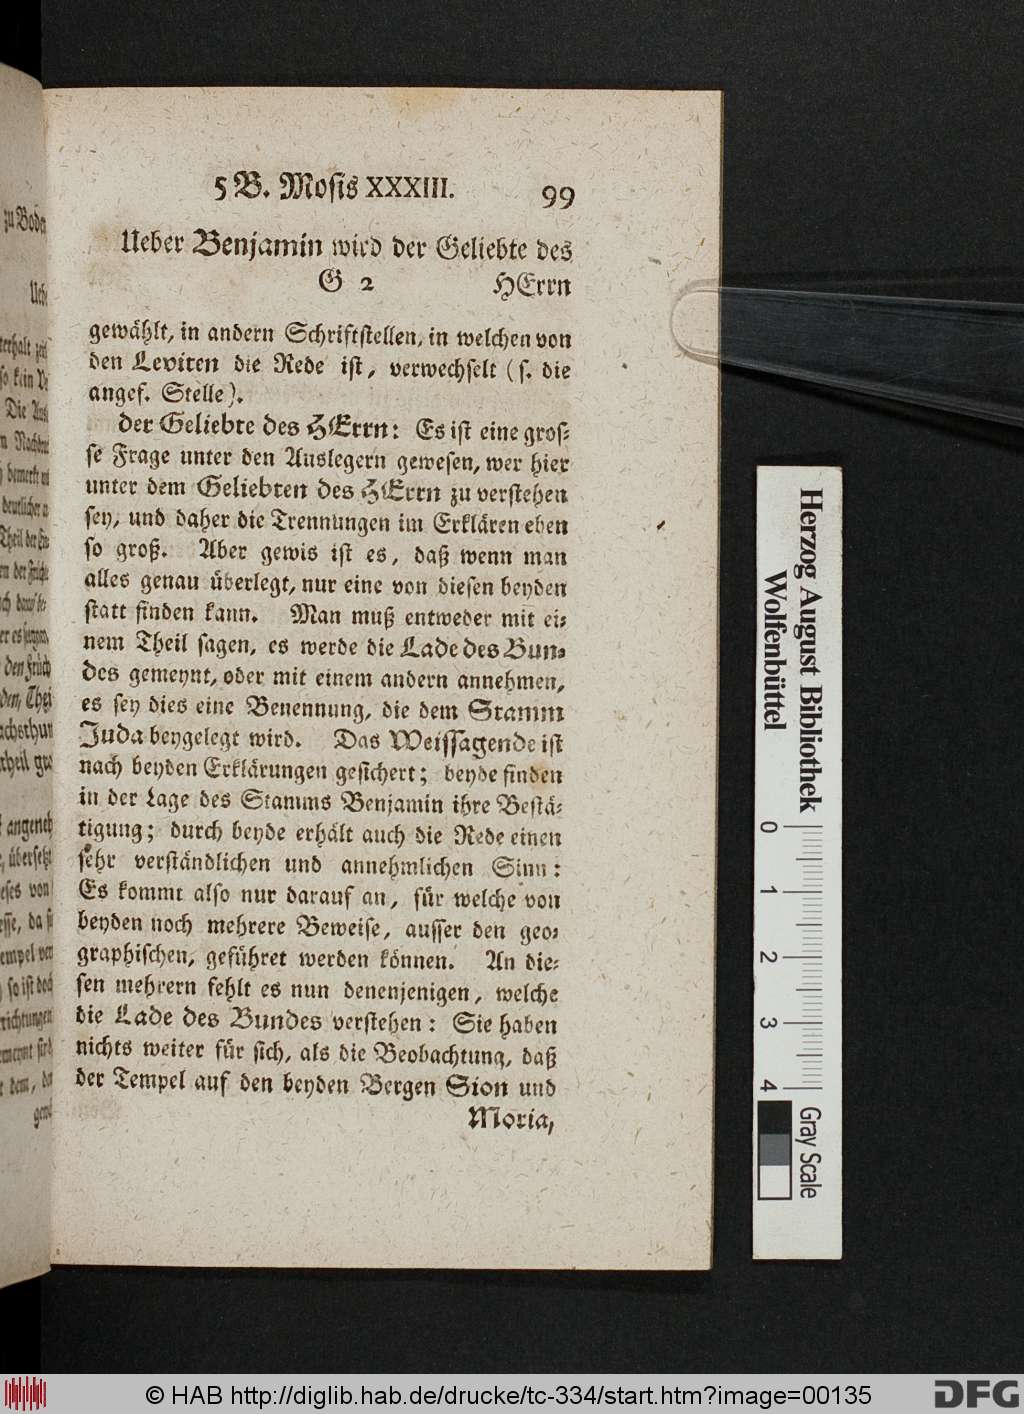 5 B. Mosis XXXIII. 99
Ueber Benjamin wird der Geliebte des
G 2 HErrn
gewählt, in andern Schriftstellen, in welchen von
den Leviten die Rede ist, verwechselt (s. die
angef. Stelle).
der Geliebte des HErrn: Es ist eine gros-
se Frage unter den Auslegern gewesen, wer hier
unter dem Geliebten des HErrn zu verstehen
sey, und daher die Trennungen im Erklären eben
so groß. Aber gewis ist es, daß wenn man
alles genau überlegt, nur eine von diesen beyden
statt finden kann. Man muß entweder mit ei-
nem Theil sagen, es werde die Lade des Bun-
des gemeynt, oder mit einem andern annehmen,
es sey dies eine Benennung, die dem Stamm
Juda beygelegt wird. Das Weissagende ist
nach beyden Erklärungen gesichert; beyde finden
in der Lage des Stamms Benjamin ihre Bestä-
tigung; durch beyde erhält auch die Rede einen
sehr verständlichen und annehmlichen Sinn:
Es kommt also nur darauf an, für welche von
beyden noch mehrere Beweise, ausser den geo-
graphischen, geführet werden können. An die-
sen mehrern fehlt es nun denenjenigen, welche
die Lade des Bundes verstehen: Sie haben
nichts weiter für sich, als die Beobachtung, daß
der Tempel auf den beyden Bergen Sion und
Moria,
Herzog August Bibliothek
Wolfenbüttel
0 1 2 3 4
Gray Scale
© HAB http://diglib.hab.de/drucke/tc-334/start.htm?image=00135
DFG